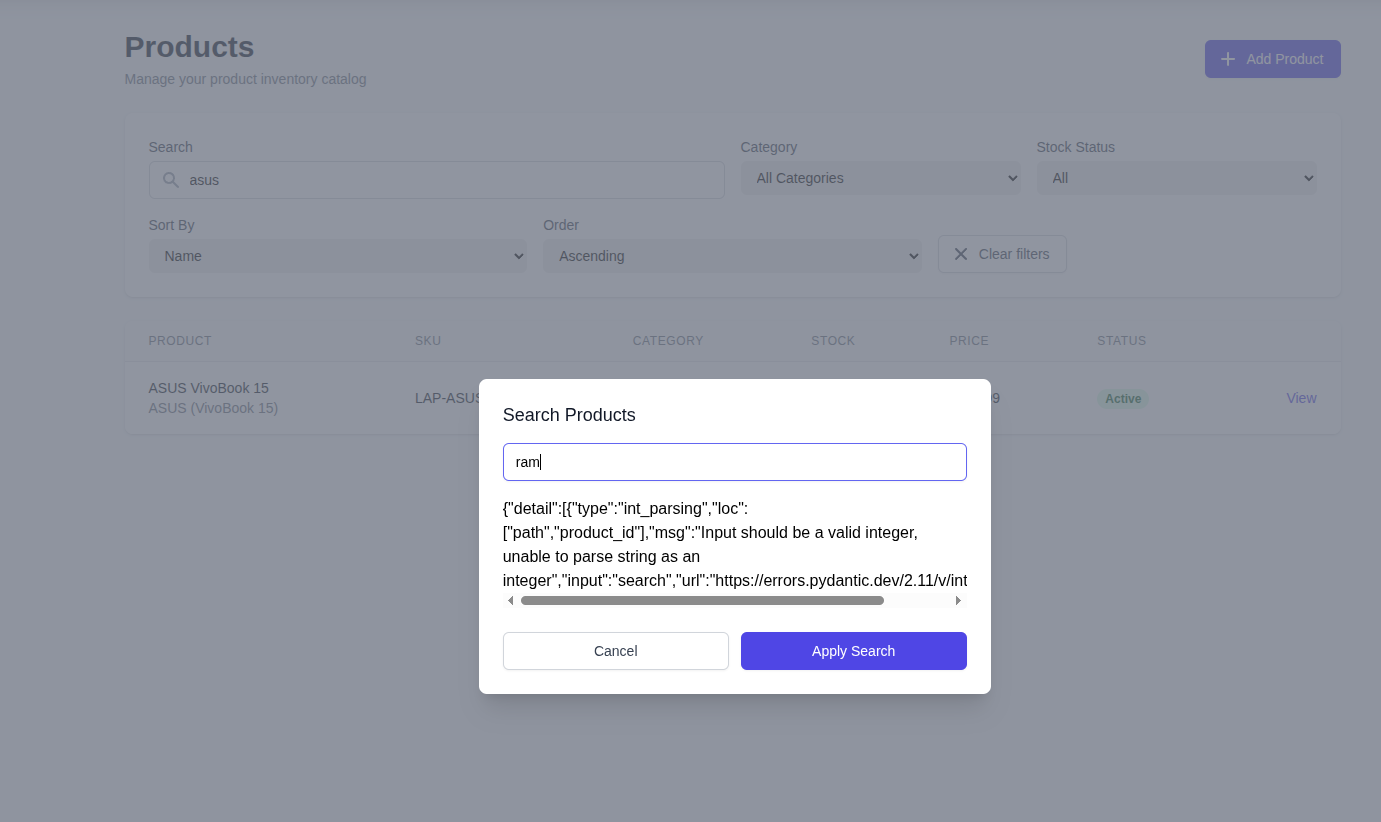 Products
Manage your product inventory catalog
Add Product
Search
Category
Stock Status
asus
All Categories
All
Sort By
Order
Name
Ascending
Clear filters
PRODUCT SKU CATEGORY STOCK PRICE STATUS
ASUS VivoBook 15
ASUS (VivoBook 15)
LAP-ASUS
99
Active
View
Search Products
ram
{"detail":[{"type":"int_parsing","loc":
["path","product_id"],"msg":"Input should be a valid integer,
unable to parse string as an
integer","input":"search","url":"https://errors.pydantic.dev/2.11/v/int
Cancel
Apply Search